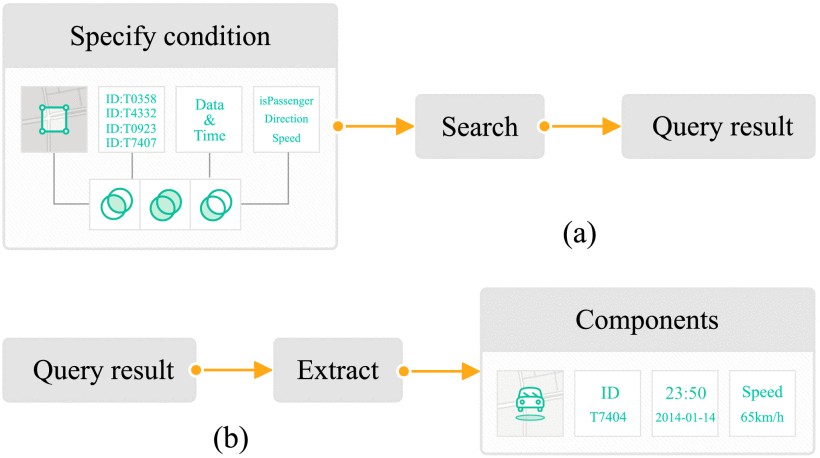 Specify condition
ID:T0358
ID:T4332
ID:T0923
ID:T7407
Data
&
Time
isPassenger
Direction
Speed
Search
Query result
(a)
Query result
Extract
Components
ID
T7404
23:50
2014-01-14
Speed
65km/h
(b)